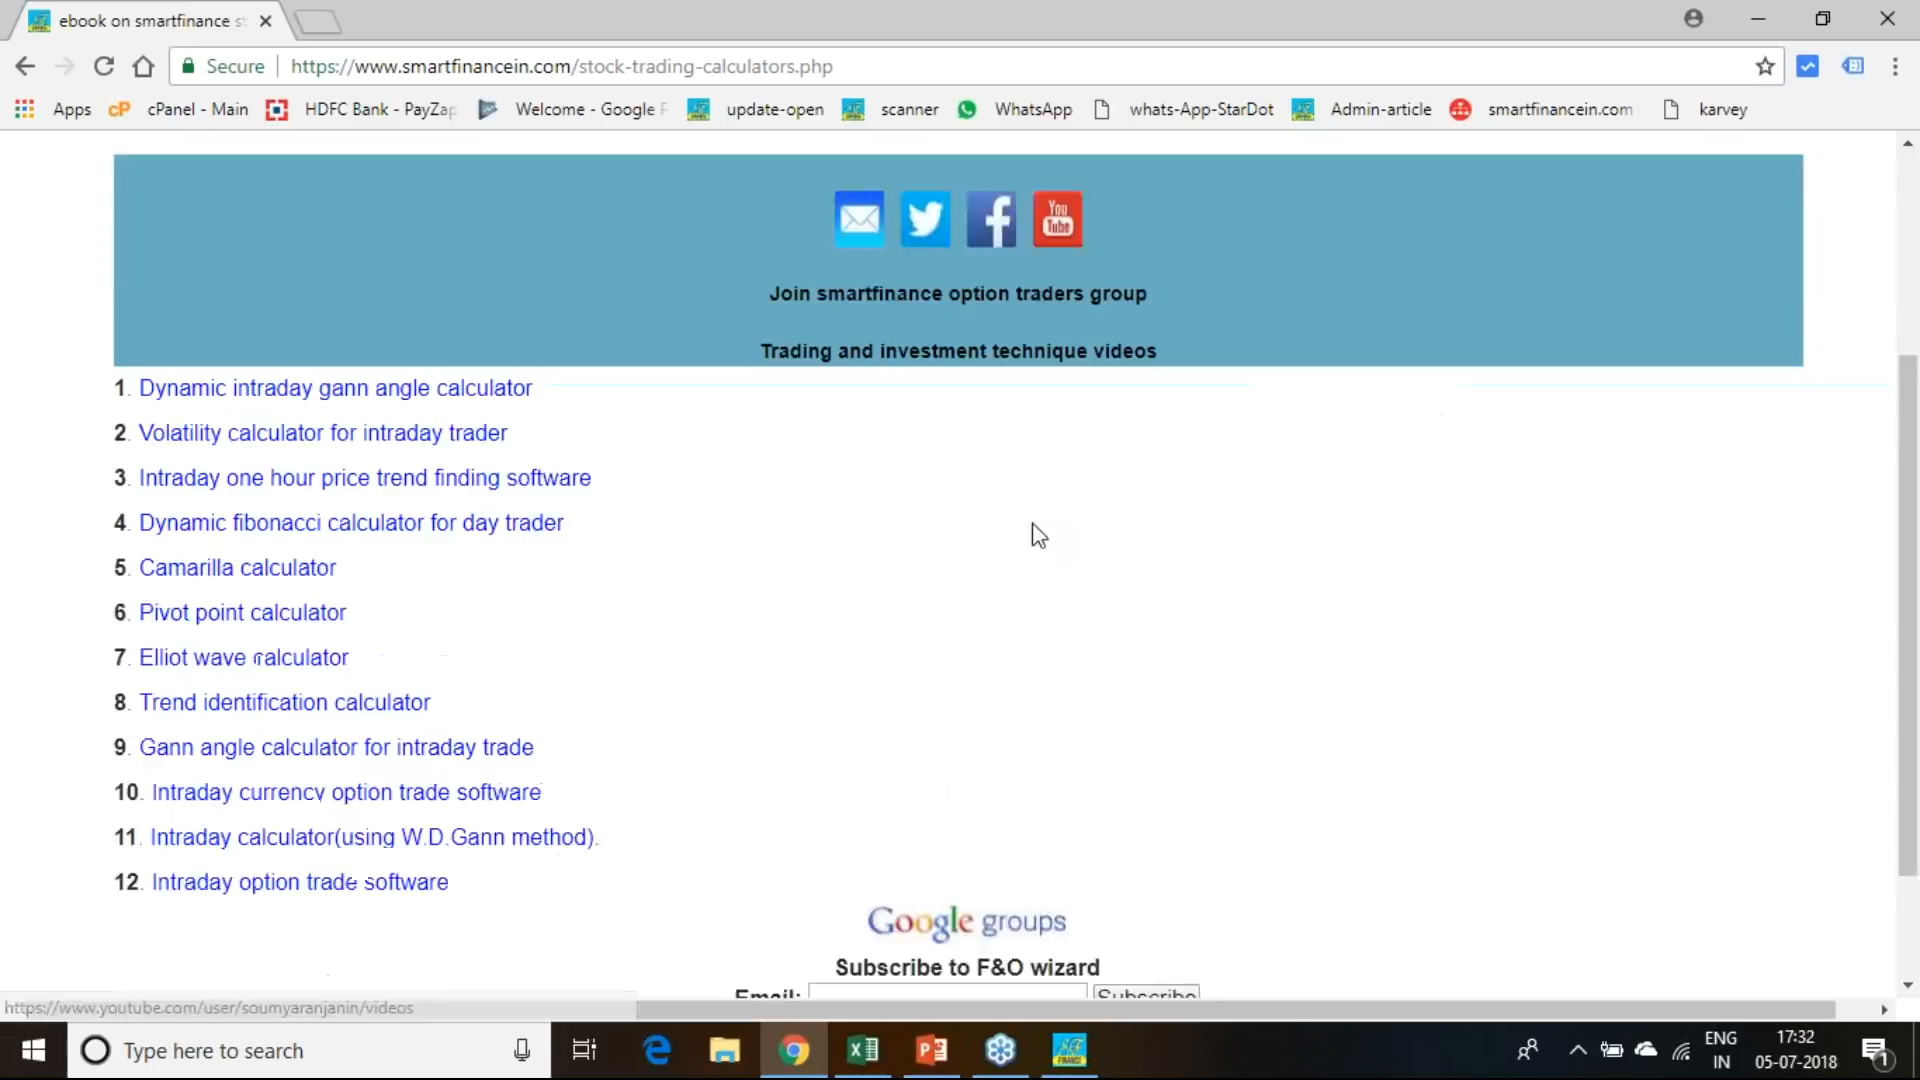 ebook on smartfinance st
Secure https://www.smartfinancein.com/stock-trading-calculators.php
Apps cPanel - Main HDFC Bank - PayZap Welcome - Google P update-open scanner WhatsApp whats-App-StarDot Admin-article smartfinancein.com karvey
You
Tube
Join smartfinance option traders group
Trading and investment technique videos
1. Dynamic intraday gann angle calculator
2. Volatility calculator for intraday trader
3. Intraday one hour price trend finding software
4. Dynamic fibonacci calculator for day trader
5. Camarilla calculator
6. Pivot point calculator
7. Elliot wave calculator
8. Trend identification calculator
9. Gann angle calculator for intraday trade
10. Intraday currency option trade software
11. Intraday calculator(using W.D.Gann method).
12. Intraday option trade software
Google groups
Subscribe to F&O wizard
Email: Subscribe
https://www.youtube.com/user/soumyaranjanin/videos
Type here to search
ENG
IN
17:32
05-07-2018
1